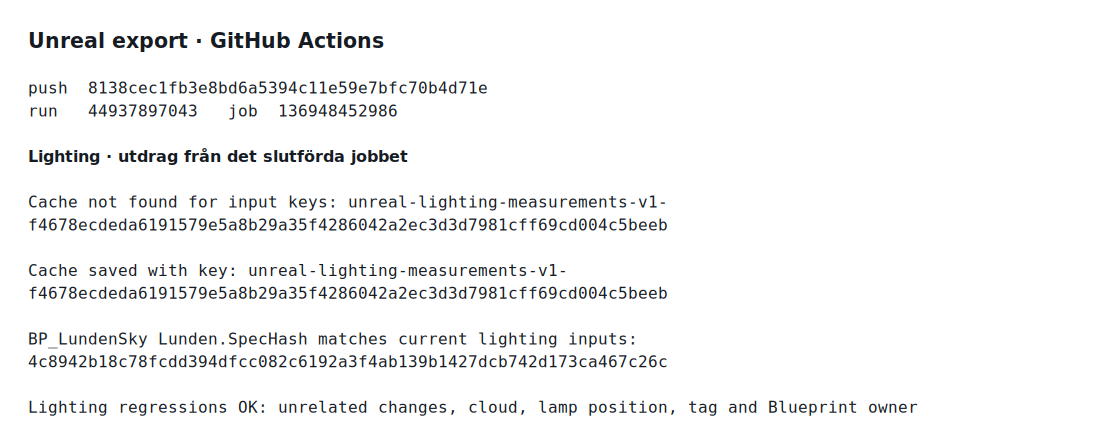 Unreal export · GitHub Actions
push 8138cec1fb3e8bd6a5394c11e59e7bfc70b4d71e
run 44937897043 job 136948452986
Lighting · utdrag från det slutförda jobbet
Cache not found for input keys: unreal-lighting-measurements-v1-
f4678ecdeda6191579e5a8b29a35f4286042a2ec3d3d7981cff69cd004c5beeb
Cache saved with key: unreal-lighting-measurements-v1-
f4678ecdeda6191579e5a8b29a35f4286042a2ec3d3d7981cff69cd004c5beeb
BP_LundenSky Lunden.SpecHash matches current lighting inputs:
4c8942b18c78fcdd394dfcc082c6192a3f4ab139b1427dcb742d173ca467c26c
Lighting regressions OK: unrelated changes, cloud, lamp position, tag and Blueprint owner